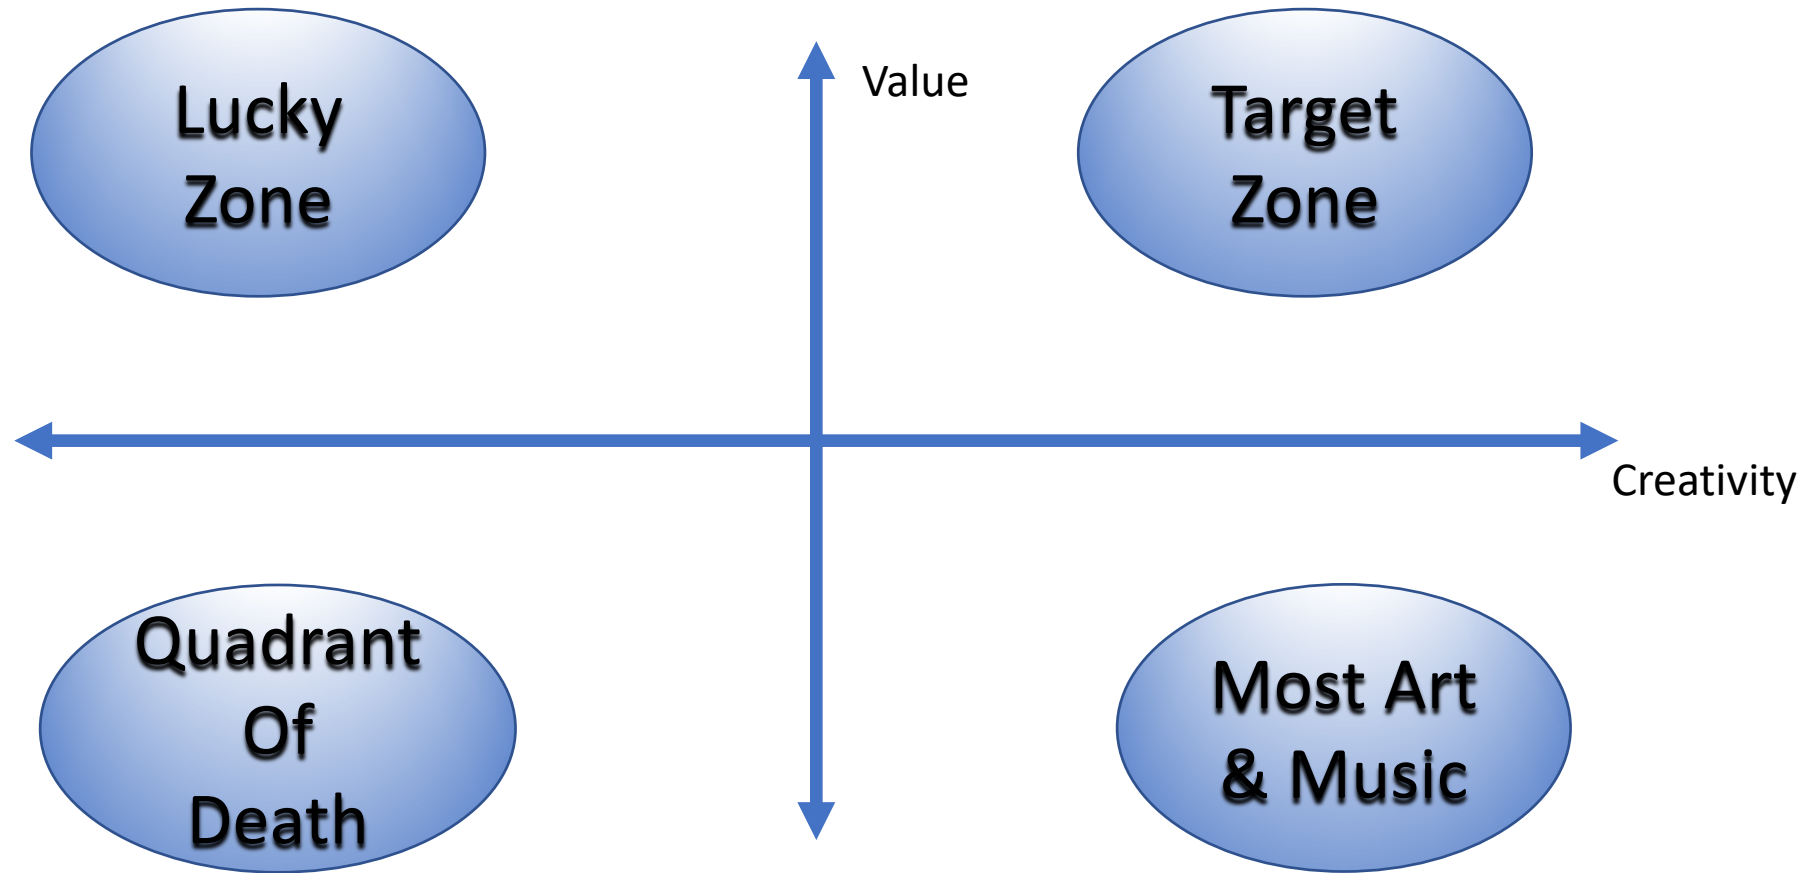 Lucky
Zone
Value
Target
Zone
Creativity
Quadrant
Of
Death
Most Art
& Music